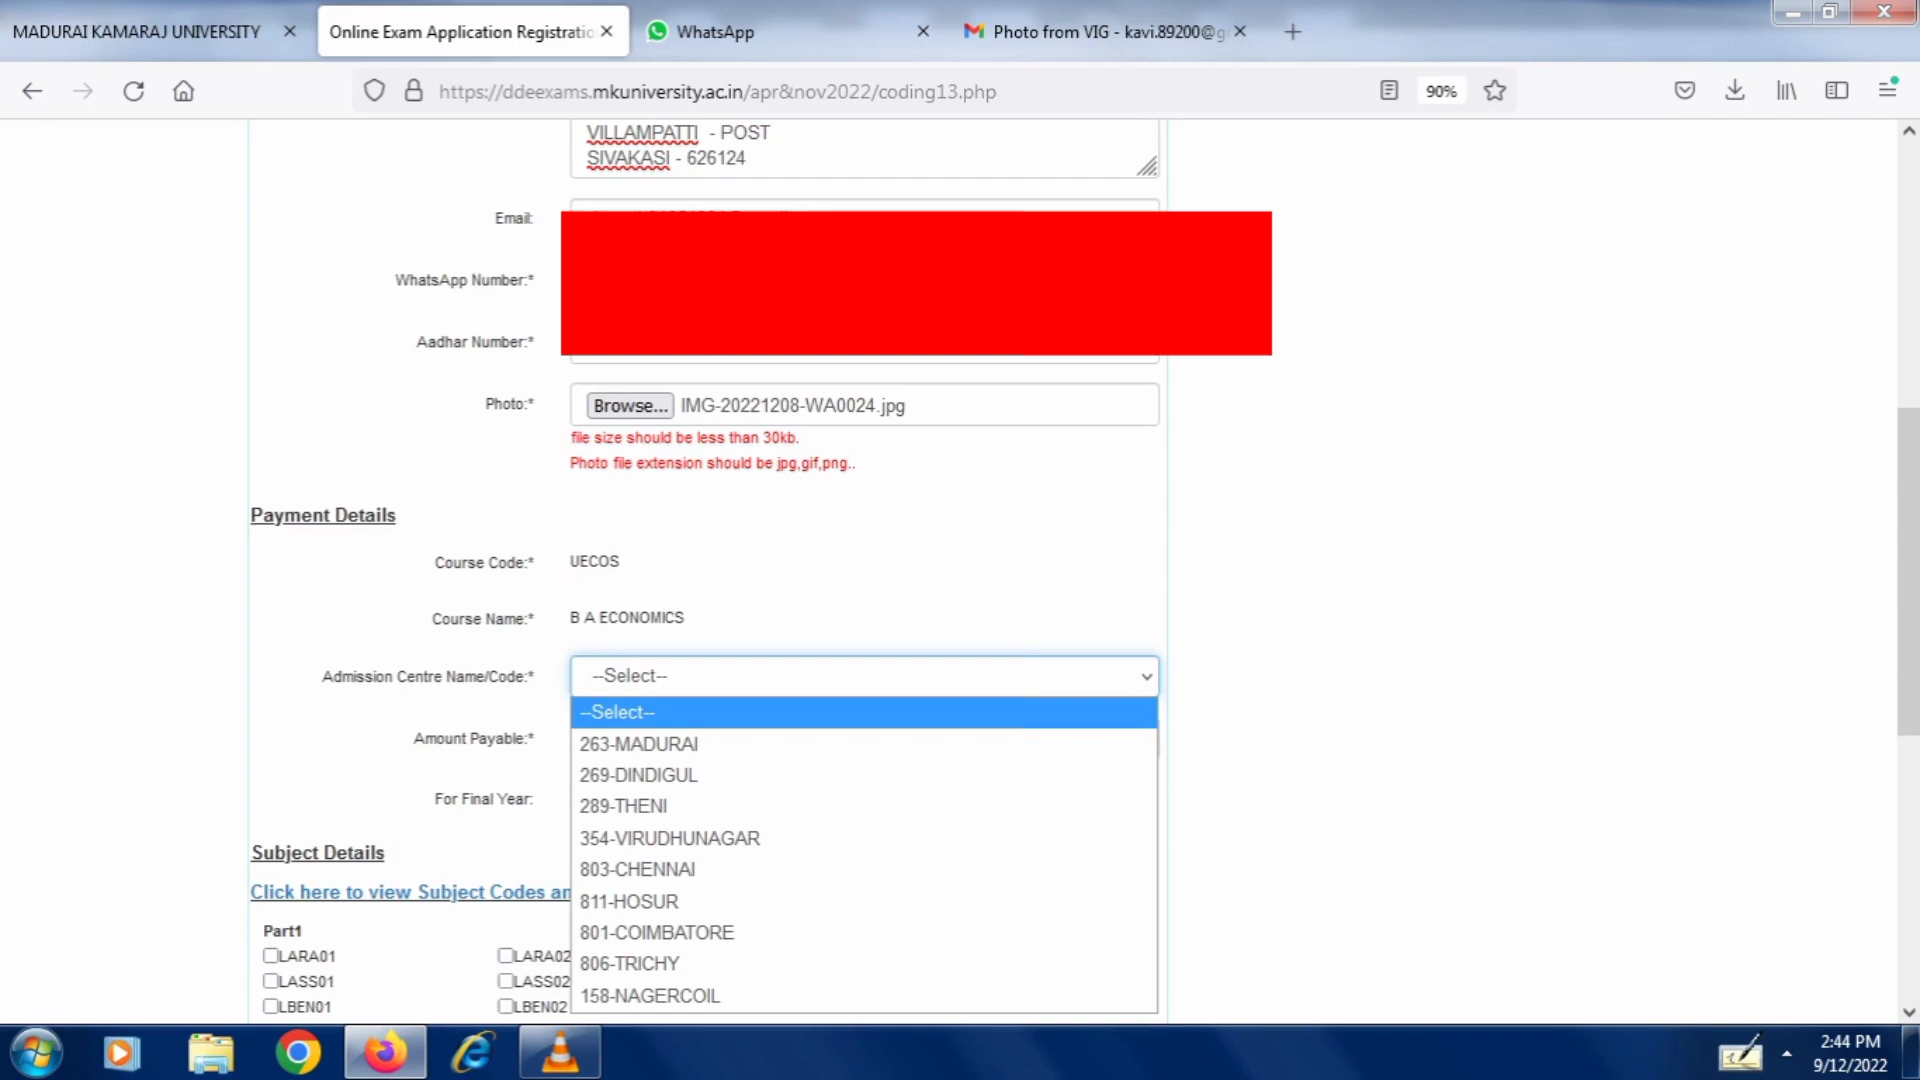 MADURAI KAMARAJ UNIVERSITY
Online Exam Application Registratio
WhatsApp
Photo from VIG - kavi.89200@g
https://ddeexams.mkuniversity.ac.in/apr&nov2022/coding13.php
90%
VILLAMPATTI - POST
SIVAKASI - 626124
Email:
WhatsApp Number:*
Aadhar Number:*
Photo:*
Browse... IMG-20221208-WA0024.jpg
file size should be less than 30kb.
Photo file extension should be jpg,gif,png..
Payment Details
Course Code:* UECOS
Course Name:* B A ECONOMICS
Admission Centre Name/Code:* --Select--
--Select--
263-MADURAI
Amount Payable:*
269-DINDIGUL
289-THENI
For Final Year:
354-VIRUDHUNAGAR
Subject Details
803-CHENNAI
Click here to view Subject Codes an
811-HOSUR
801-COIMBATORE
Part1
LARA01 LARA02
806-TRICHY
LASS01 LASS02
158-NAGERCOIL
LBEN01 LBEN02
2:44 PM
9/12/2022